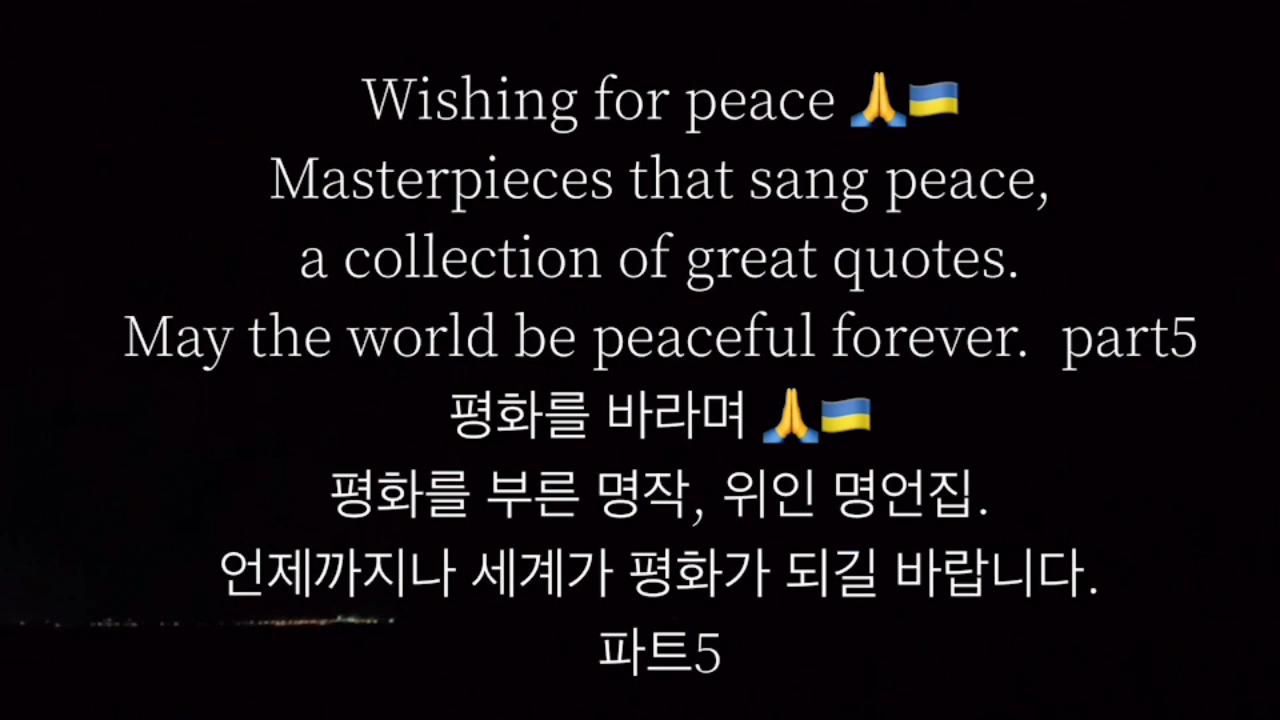 Wishing for peace 🙏🇺🇦
Masterpieces that sang peace,
a collection of great quotes.
May the world be peaceful forever.  part5
평화를 바라며 🙏🇺🇦
평화를 부른 명작, 위인 명언집.
언제까지나 세계가 평화가 되길 바랍니다.
파트5